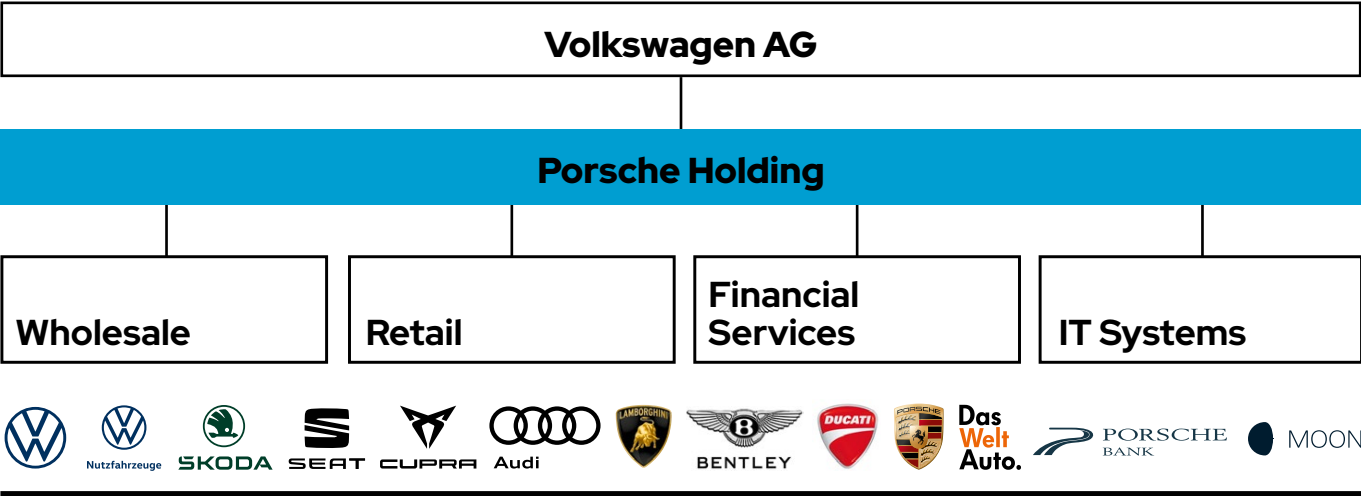 Volkswagen AG
Porsche Holding
Wholesale
Retail
Financial
Services
IT Systems
Nutzfahrzeuge
ŠKODA
SEAT
CUPRA
Audi
LAMBORGHINI
B
BENTLEY
DUCATI
PORSCHE
Das
Welt
Auto.
PORSCHE
BANK
MOON